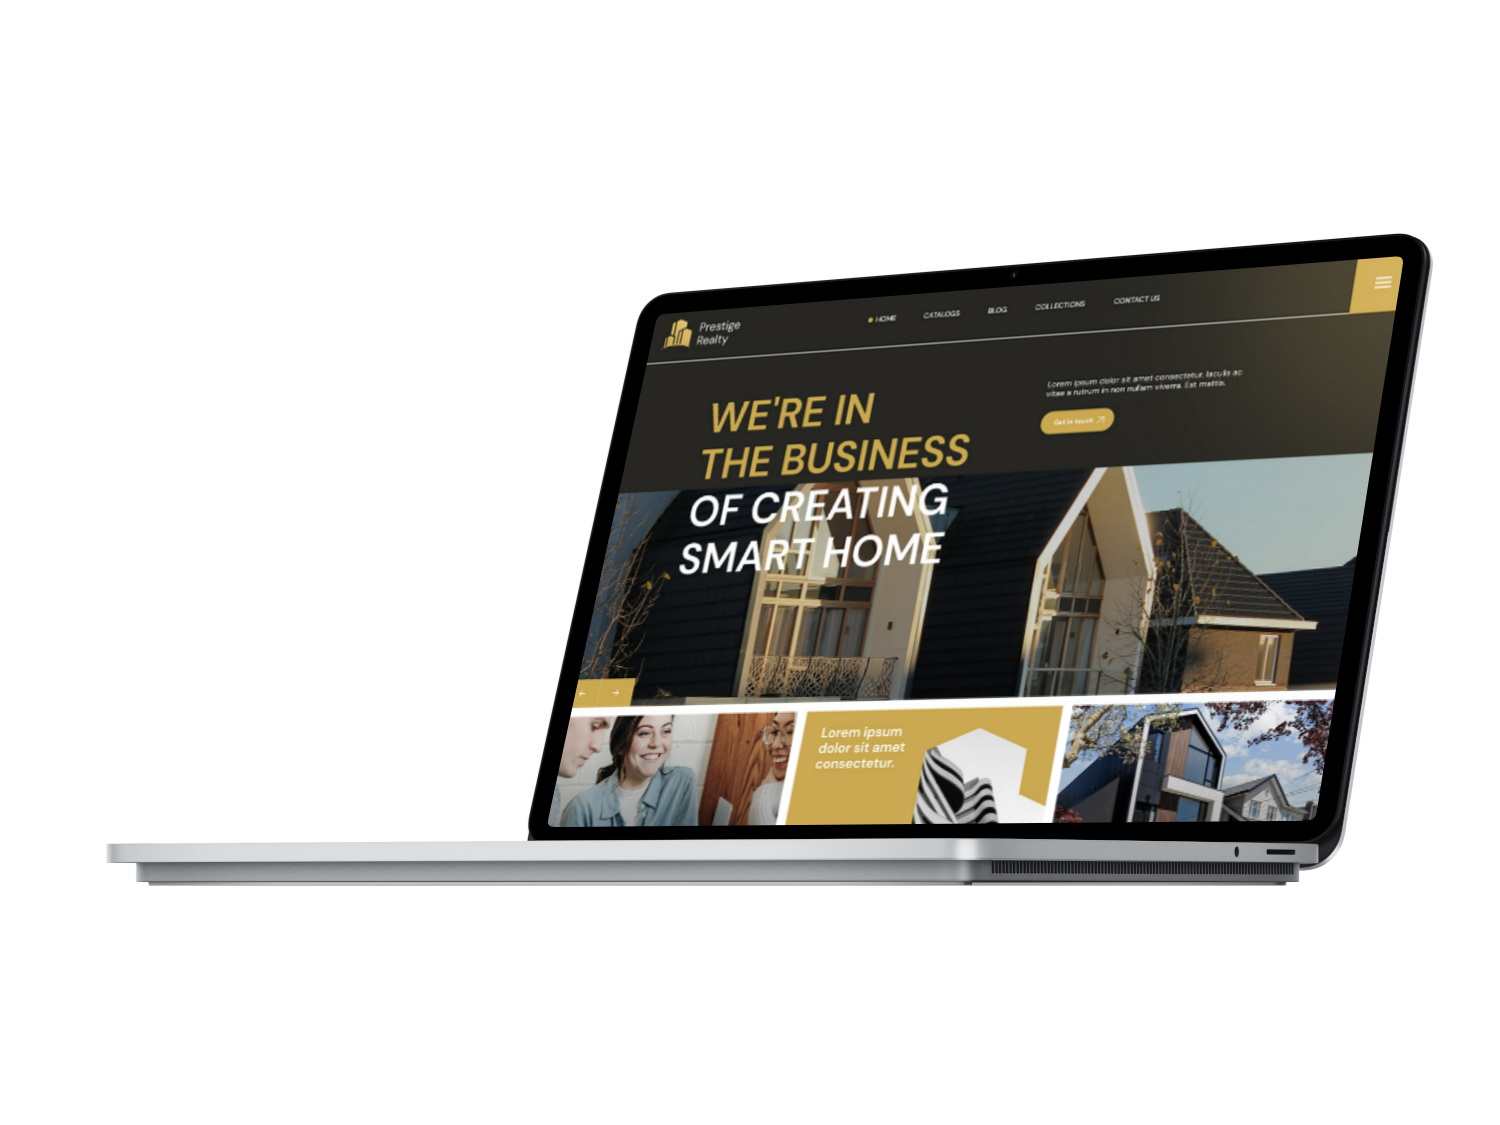 Prestige
Realty
HOME CATALOGS BLOG COLLECTIONS CONTACT US
WE'RE IN
THE BUSINESS
OF CREATING
SMART HOME
Lorem ipsum dolor sit amet consectetur. Iaculis ac
vitae a rutrum in non nullam viverra. Est mattis.
Get in touch
Lorem ipsum
dolor sit amet
consectetur.